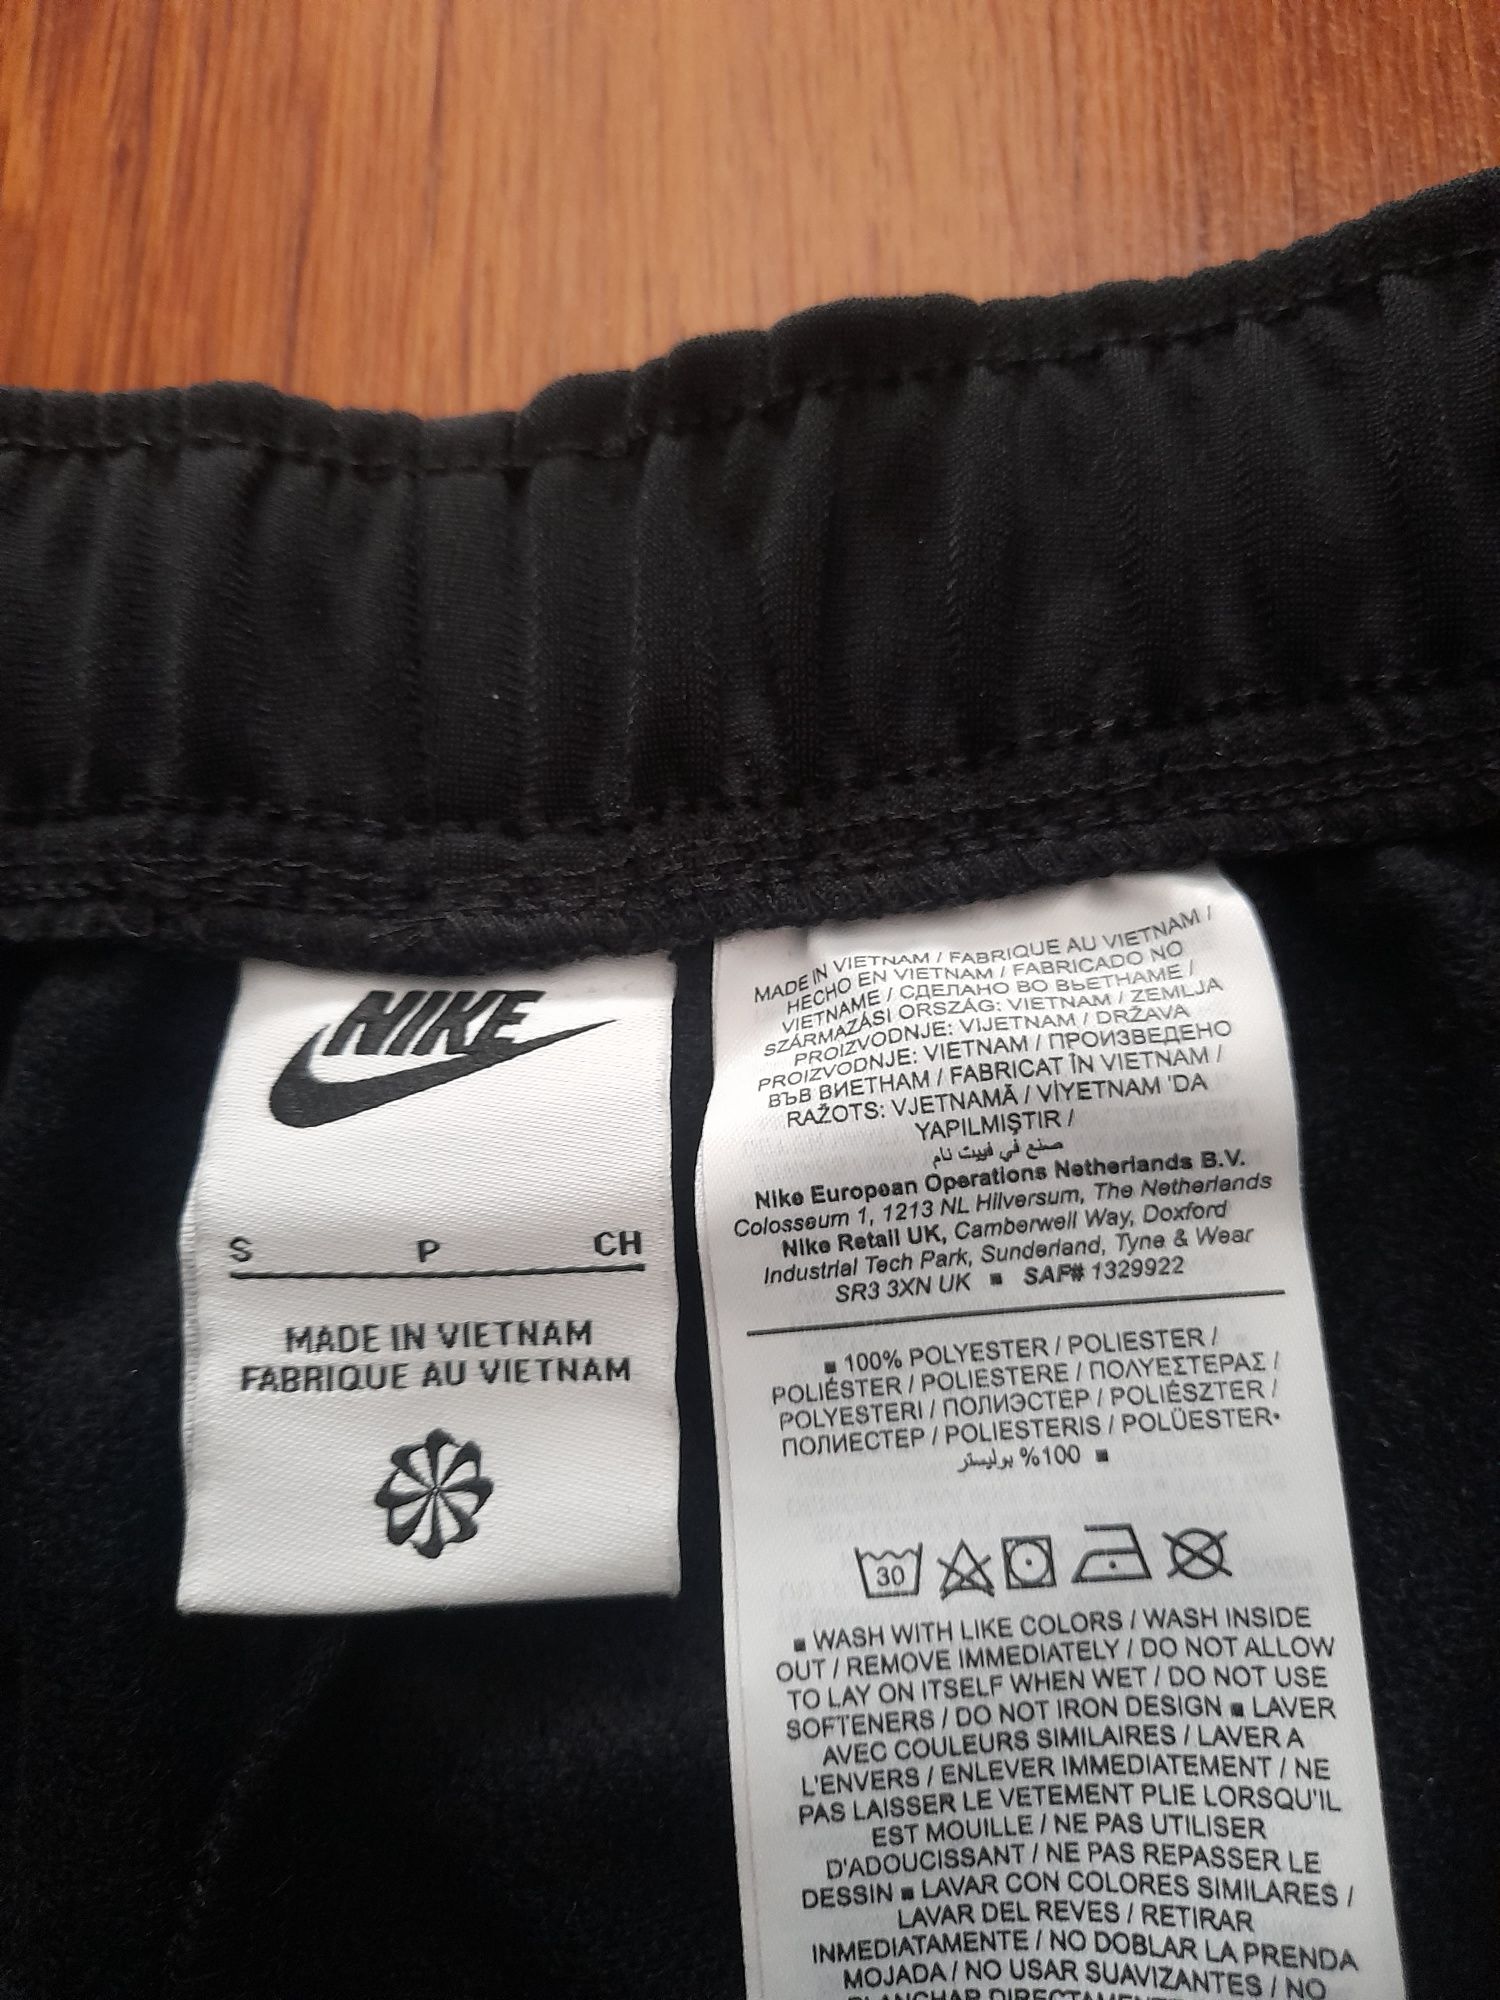 NIKE
S P CH
MADE IN VIETNAM
FABRIQUE AU VIETNAM
MADE IN VIETNAM / FABRIQUE AU VIETNAM /
HECHO EN VIETNAM / FABRICADO NO
VIETNAME / СДЕЛАНО ВО ВЬЕТНАМЕ /
SZÁRMAZÁSI ORSZÁG: VIETNAM / ZEMLJA
PROIZVODNJE: VIJETNAM / DRŽAVA
PROIZVODNJE: VIETNAM / ПРОИЗВЕДЕНО
ВЪВ ВИЕТНАМ / FABRICAT ÎN VIETNAM /
RAŽOTS: VJETNAMĀ / VİYETNAM 'DA
YAPILMIŞTIR /
صنع في فييت نام
Nike European Operations Netherlands B.V.
Colosseum 1, 1213 NL Hilversum, The Netherlands
Nike Retail UK, Camberwell Way, Doxford
Industrial Tech Park, Sunderland, Tyne & Wear
SR3 3XN UK ■ SAF# 1329922
■ 100% POLYESTER / POLIESTER /
POLIÉSTER / POLIESTERE / ΠΟΛΥΕΣΤΕΡΑΣ /
POLYESTERI / ПОЛИЭСТЕР / POLIÉSZTER /
ПОЛИЕСТЕР / POLIESTERIS / POLÜESTER•
100% بوليستر ■
30
■ WASH WITH LIKE COLORS / WASH INSIDE
OUT / REMOVE IMMEDIATELY / DO NOT ALLOW
TO LAY ON ITSELF WHEN WET / DO NOT USE
SOFTENERS / DO NOT IRON DESIGN ■ LAVER
AVEC COULEURS SIMILAIRES / LAVER A
L'ENVERS / ENLEVER IMMEDIATEMENT / NE
PAS LAISSER LE VETEMENT PLIE LORSQU'IL
EST MOUILLE / NE PAS UTILISER
D'ADOUCISSANT / NE PAS REPASSER LE
DESSIN ■ LAVAR CON COLORES SIMILARES /
LAVAR DEL REVES / RETIRAR
INMEDIATAMENTE / NO DOBLAR LA PRENDA
MOJADA / NO USAR SUAVIZANTES / NO